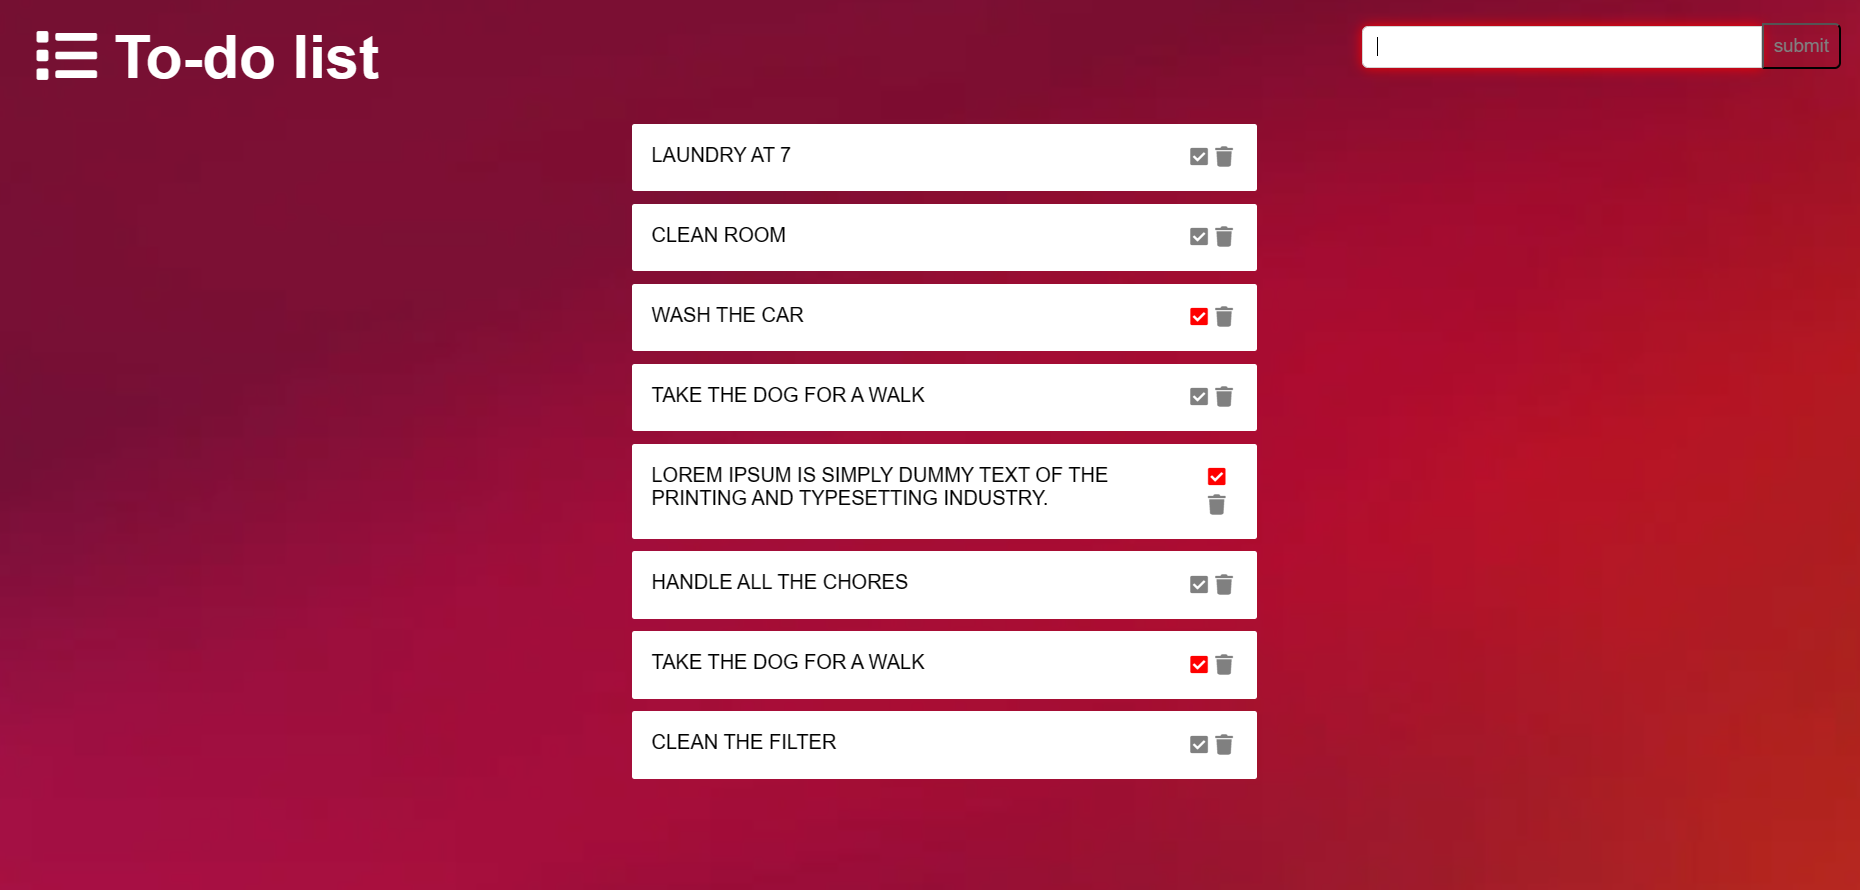 To-do list
submit
LAUNDRY AT 7
CLEAN ROOM
WASH THE CAR
TAKE THE DOG FOR A WALK
LOREM IPSUM IS SIMPLY DUMMY TEXT OF THE
PRINTING AND TYPESETTING INDUSTRY.
HANDLE ALL THE CHORES
TAKE THE DOG FOR A WALK
CLEAN THE FILTER